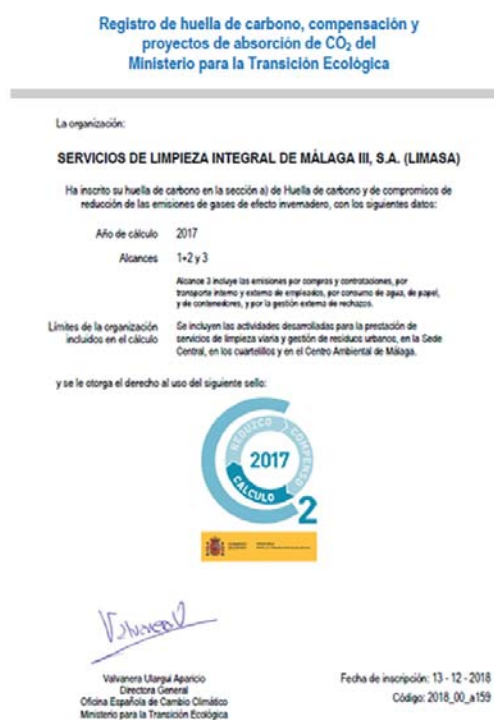 Registro de huella de carbono, compensación y
proyectos de absorción de CO₂ del
Ministerio para la Transición Ecológica
La organización:
SERVICIOS DE LIMPIEZA INTEGRAL DE MÁLAGA III, S.A. (LIMASA)
Ha inscrito su huella de carbono en la sección a) de Huella de carbono y de compromisos de
reducción de las emisiones de gases de efecto invernadero, con los siguientes datos:
Año de cálculo 2017
Alcances 1+2 y 3
Alcance 3 incluye las emisiones por compras y contrataciones, por
transporte interno y externo de empleados, por consumo de agua, de papel,
y de contenedores, y por la gestión externa de rechazos.
Límites de la organización
incluidos en el cálculo
Se incluyen las actividades desarrolladas para la prestación de
servicios de limpieza viaria y gestión de residuos urbanos, en la Sede
Central, en los cuartelillos y en el Centro Ambiental de Málaga.
y se le otorga el derecho al uso del siguiente sello:
REDUZCO
COMPENSO
CALCULO
2017
2
Valvanera Ulargui Aparicio
Directora General
Oficina Española de Cambio Climático
Ministerio para la Transición Ecológica
Fecha de inscripción: 13 - 12 - 2018
Código: 2018_00_a159